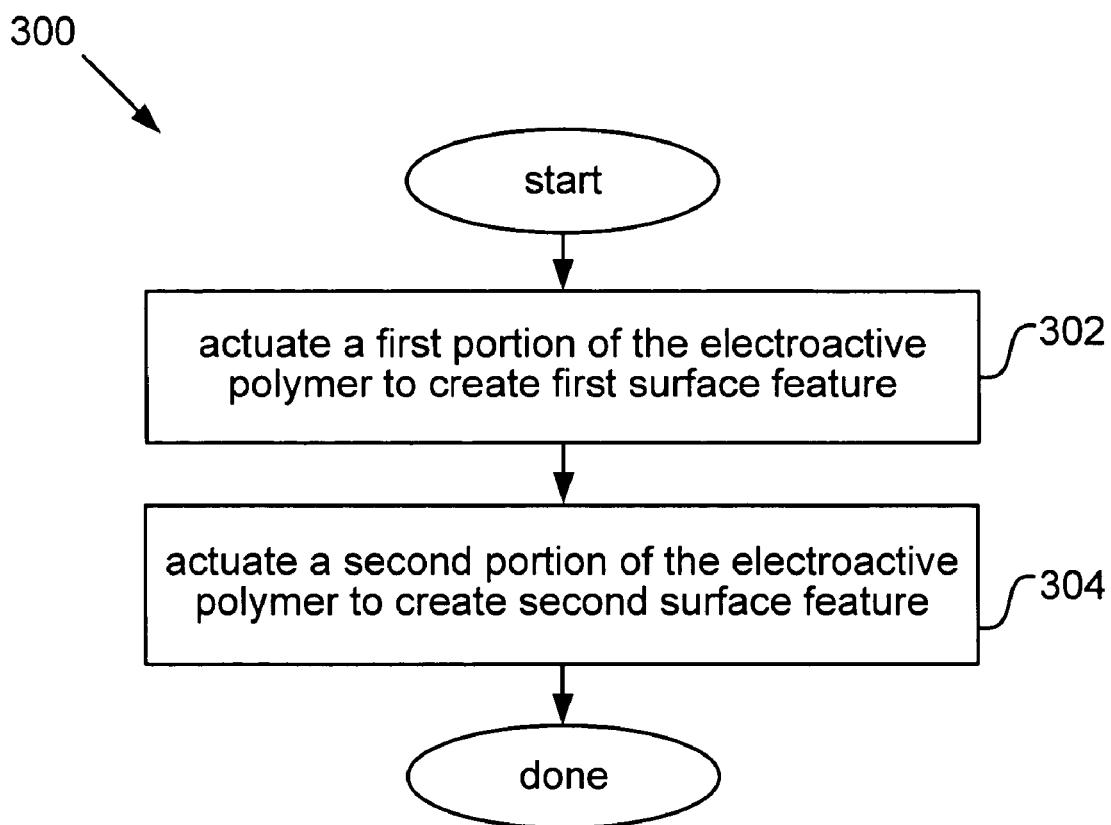 300
start
actuate a first portion of the electroactive
polymer to create first surface feature
302
actuate a second portion of the electroactive
polymer to create second surface feature
304
done